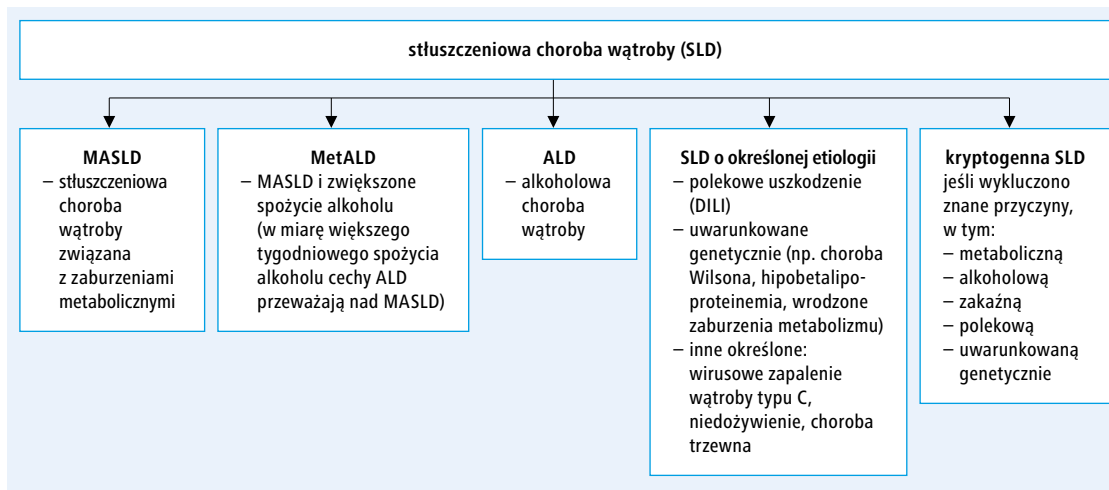 stłuszczeniowa choroba wątroby (SLD)
MASLD
– stłuszczeniowa
choroba
wątroby
związana
z zaburzeniami
metabolicznymi
MetALD
– MASLD i zwiększone
spożycie alkoholu
(w miarę większego
tygodniowego spożycia
alkoholu cechy ALD
przeważają nad MASLD)
ALD
– alkoholowa
choroba
wątroby
SLD o określonej etiologii
– polekowe uszkodzenie
(DILI)
– uwarunkowane
genetycznie (np. choroba
Wilsona, hipobetalipo-
proteinemia, wrodzone
zaburzenia metabolizmu)
– inne określone:
wirusowe zapalenie
wątroby typu C,
niedożywienie, choroba
trzewna
kryptogenna SLD
jeśli wykluczono
znane przyczyny,
w tym:
– metaboliczną
– alkoholową
– zakaźną
– polekową
– uwarunkowaną
genetycznie